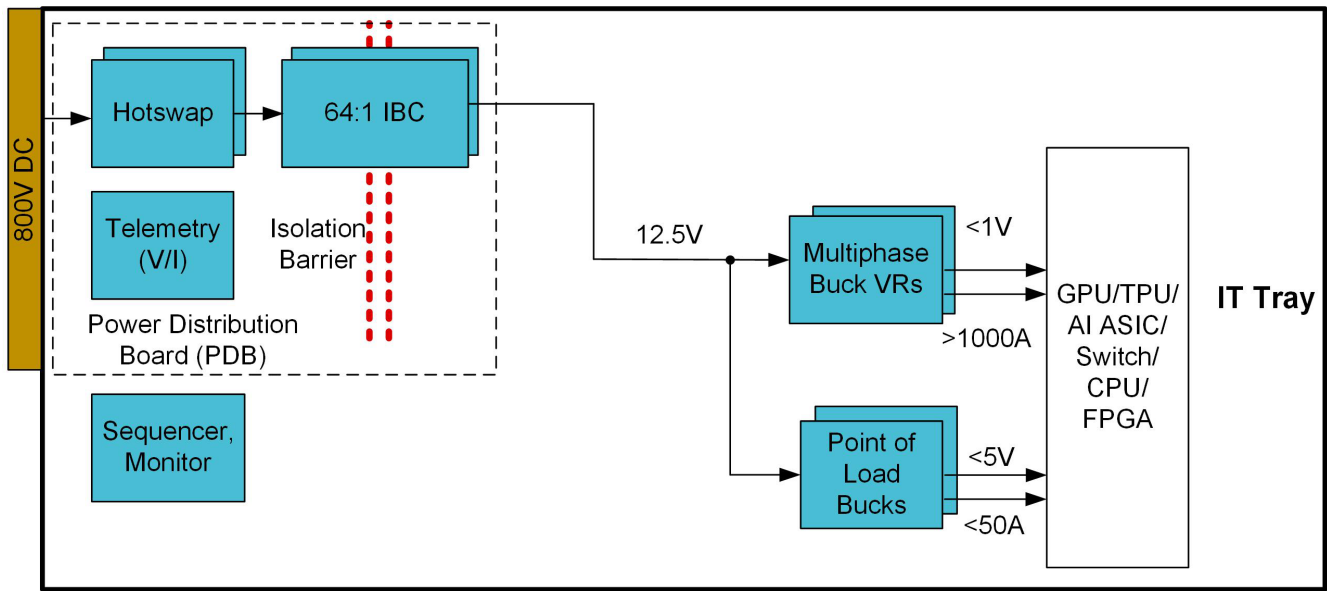 800V DC
Hotswap
64:1 IBC
Telemetry
(V/I)
Isolation
Barrier
Power Distribution
Board (PDB)
Sequencer,
Monitor
12.5V
Multiphase
Buck VRs
<1V
>1000A
Point of
Load
Bucks
<5V
<50A
GPU/TPU/
AI ASIC/
Switch/
CPU/
FPGA
IT Tray